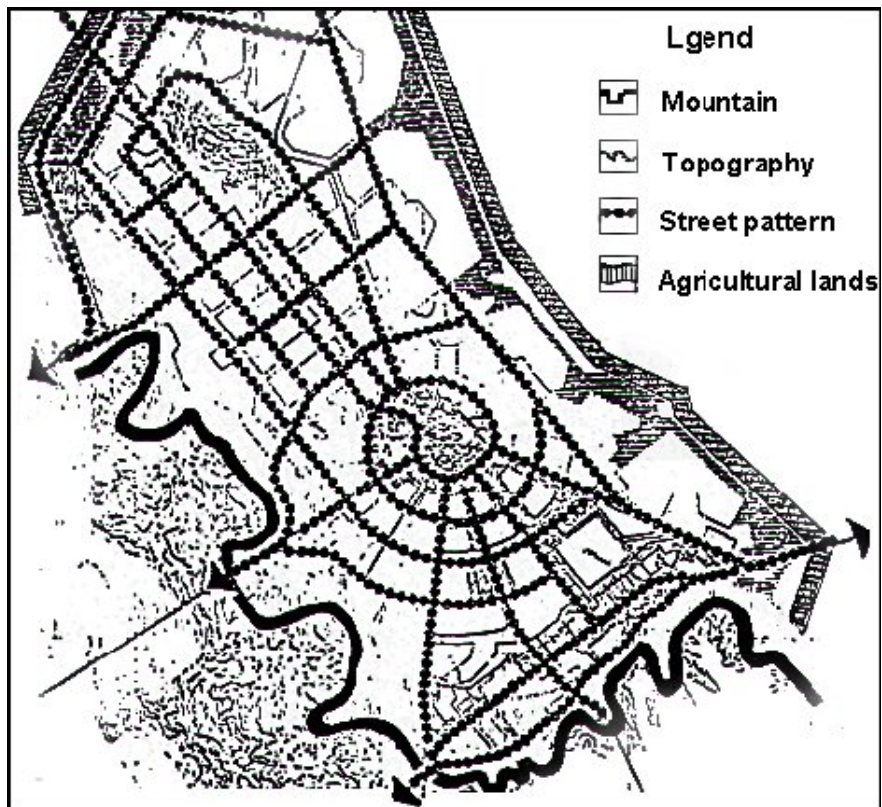 Lgend
Mountain
Topography
Street pattern
Agricultural lands